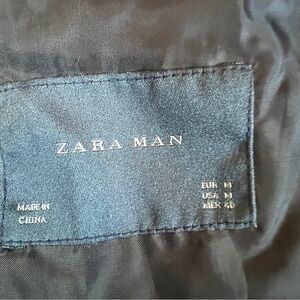 ZARA MAN
MADE IN
CHINA
EUR M
USA M
MEX 40